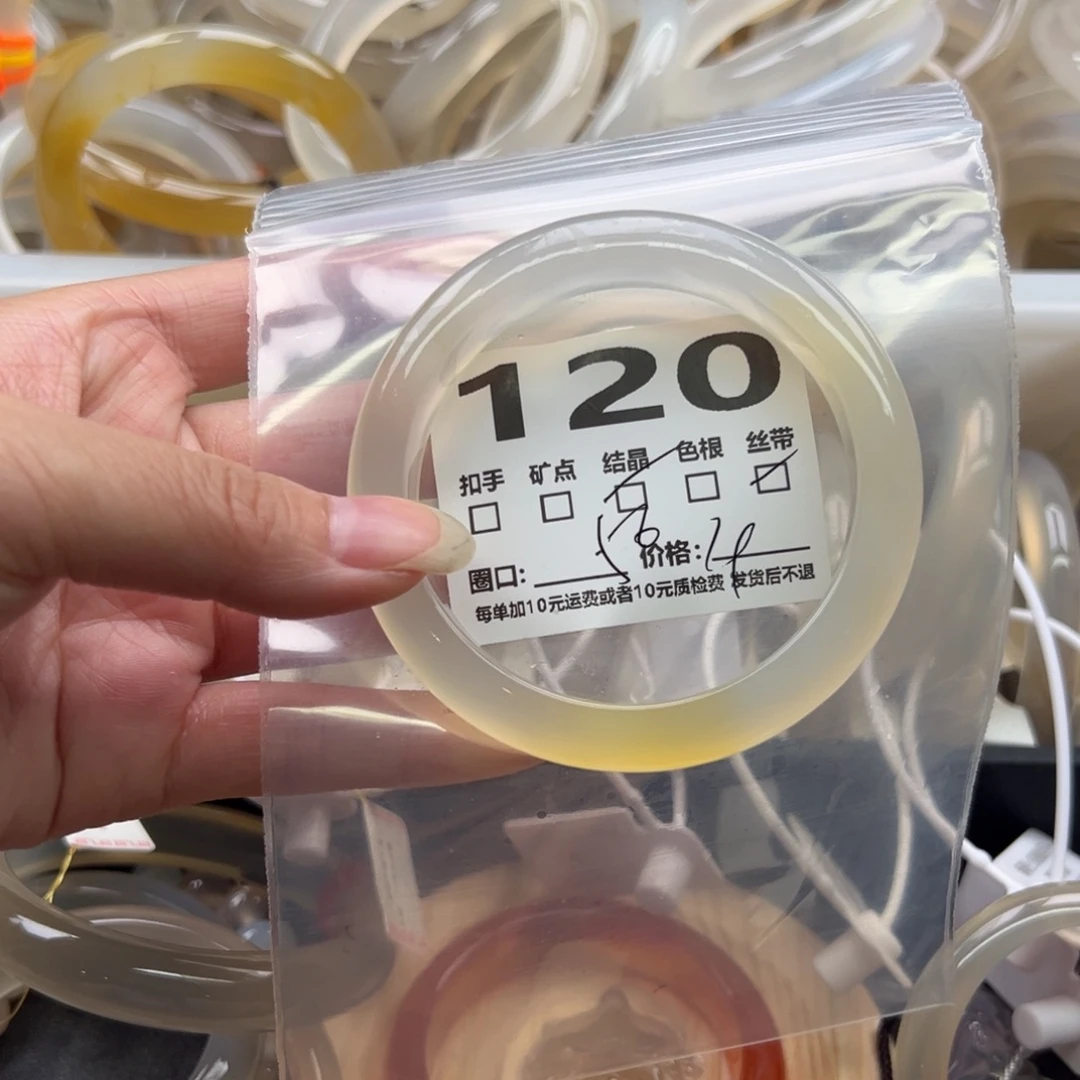 120
扣手 矿点 结晶 色根 丝带
圈口: 价格:
每单加10元运费或者10元质检费 发货后不退